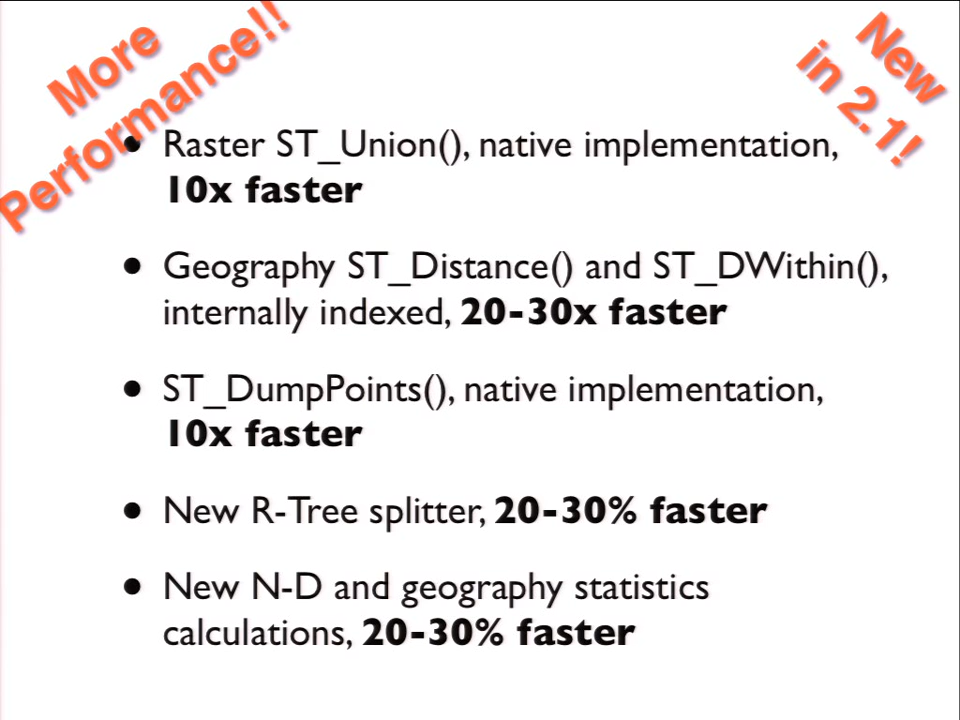 More
Performance!!
New
in 2.1!
• Raster ST_Union(), native implementation,
10x faster
• Geography ST_Distance() and ST_DWithin(),
internally indexed, 20-30x faster
• ST_DumpPoints(), native implementation,
10x faster
• New R-Tree splitter, 20-30% faster
• New N-D and geography statistics
calculations, 20-30% faster